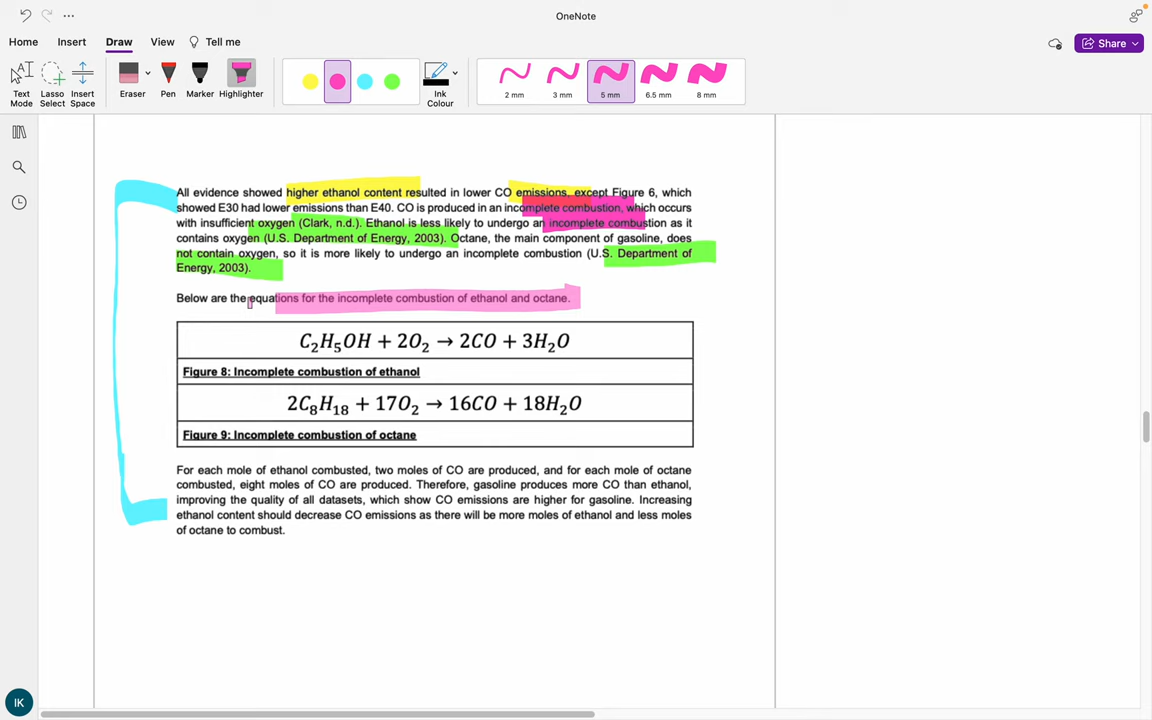 OneNote
Home Insert Draw View Tell me
Share
Text Mode
Lasso Select
Insert Space
Eraser
Pen
Marker
Highlighter
Ink Colour
2 mm
3 mm
5 mm
6.5 mm
8 mm
All evidence showed higher ethanol content resulted in lower CO emissions, except Figure 6, which
showed E30 had lower emissions than E40. CO is produced in an incomplete combustion, which occurs
with insufficient oxygen (Clark, n.d.). Ethanol is less likely to undergo an incomplete combustion as it
contains oxygen (U.S. Department of Energy, 2003). Octane, the main component of gasoline, does
not contain oxygen, so it is more likely to undergo an incomplete combustion (U.S. Department of
Energy, 2003).
Below are the equations for the incomplete combustion of ethanol and octane.
C₂H₅OH + 2O₂ → 2CO + 3H₂O
Figure 8: Incomplete combustion of ethanol
2C₈H₁₈ + 17O₂ → 16CO + 18H₂O
Figure 9: Incomplete combustion of octane
For each mole of ethanol combusted, two moles of CO are produced, and for each mole of octane
combusted, eight moles of CO are produced. Therefore, gasoline produces more CO than ethanol,
improving the quality of all datasets, which show CO emissions are higher for gasoline. Increasing
ethanol content should decrease CO emissions as there will be more moles of ethanol and less moles
of octane to combust.
IK